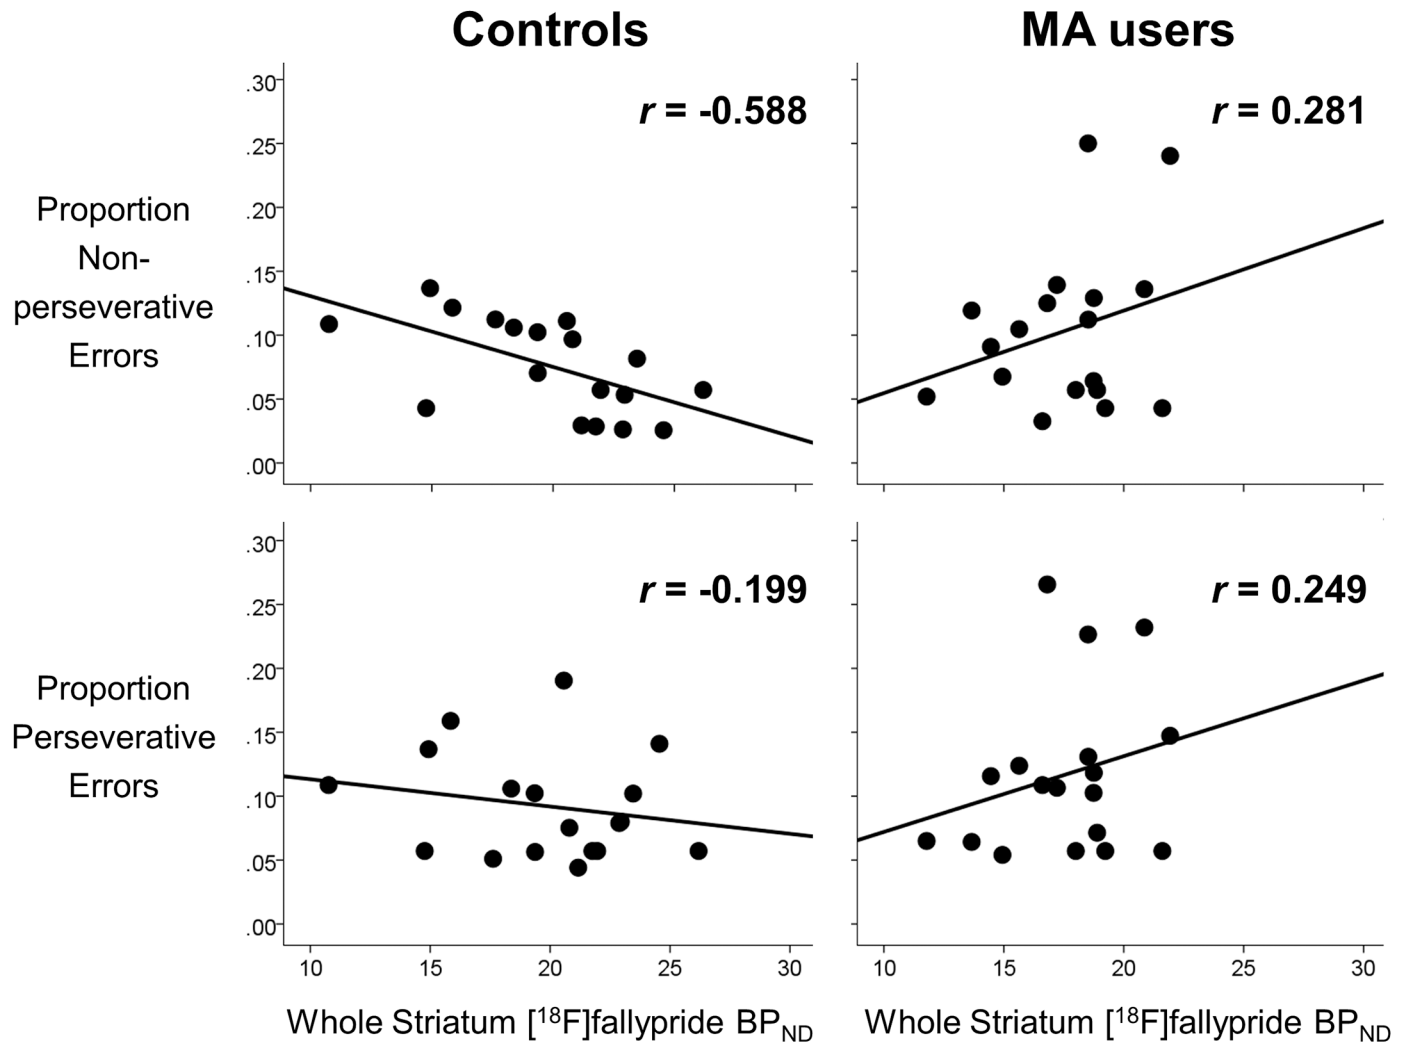 Controls
MA users
Proportion
Non-
perseverative
Errors
.30
.25
.20
.15
.10
.05
.00
r = -0.588
r = 0.281
Proportion
Perseverative
Errors
.30
.25
.20
.15
.10
.05
.00
r = -0.199
r = 0.249
10 15 20 25 30
10 15 20 25 30
Whole Striatum [¹⁸F]fallypride BP_ND
Whole Striatum [¹⁸F]fallypride BP_ND